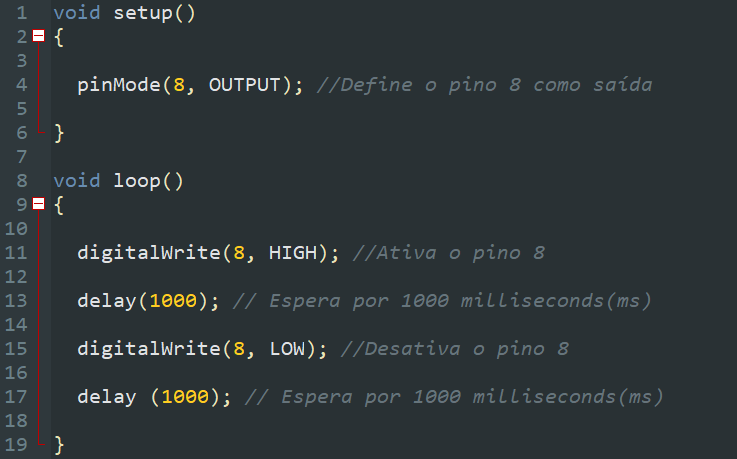 1 void setup()
2 {
3
4 pinMode(8, OUTPUT); //Define o pino 8 como saída
5
6 }
7
8 void loop()
9 {
10
11 digitalWrite(8, HIGH); //Ativa o pino 8
12
13 delay(1000); // Espera por 1000 milliseconds(ms)
14
15 digitalWrite(8, LOW); //Desativa o pino 8
16
17 delay (1000); // Espera por 1000 milliseconds(ms)
18
19 }